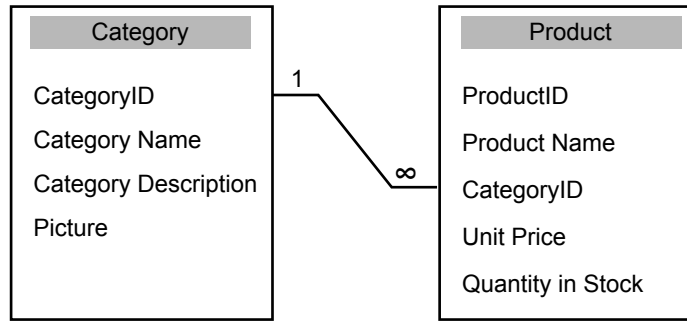 Category
CategoryID
Category Name
Category Description
Picture
1
∞
Product
ProductID
Product Name
CategoryID
Unit Price
Quantity in Stock